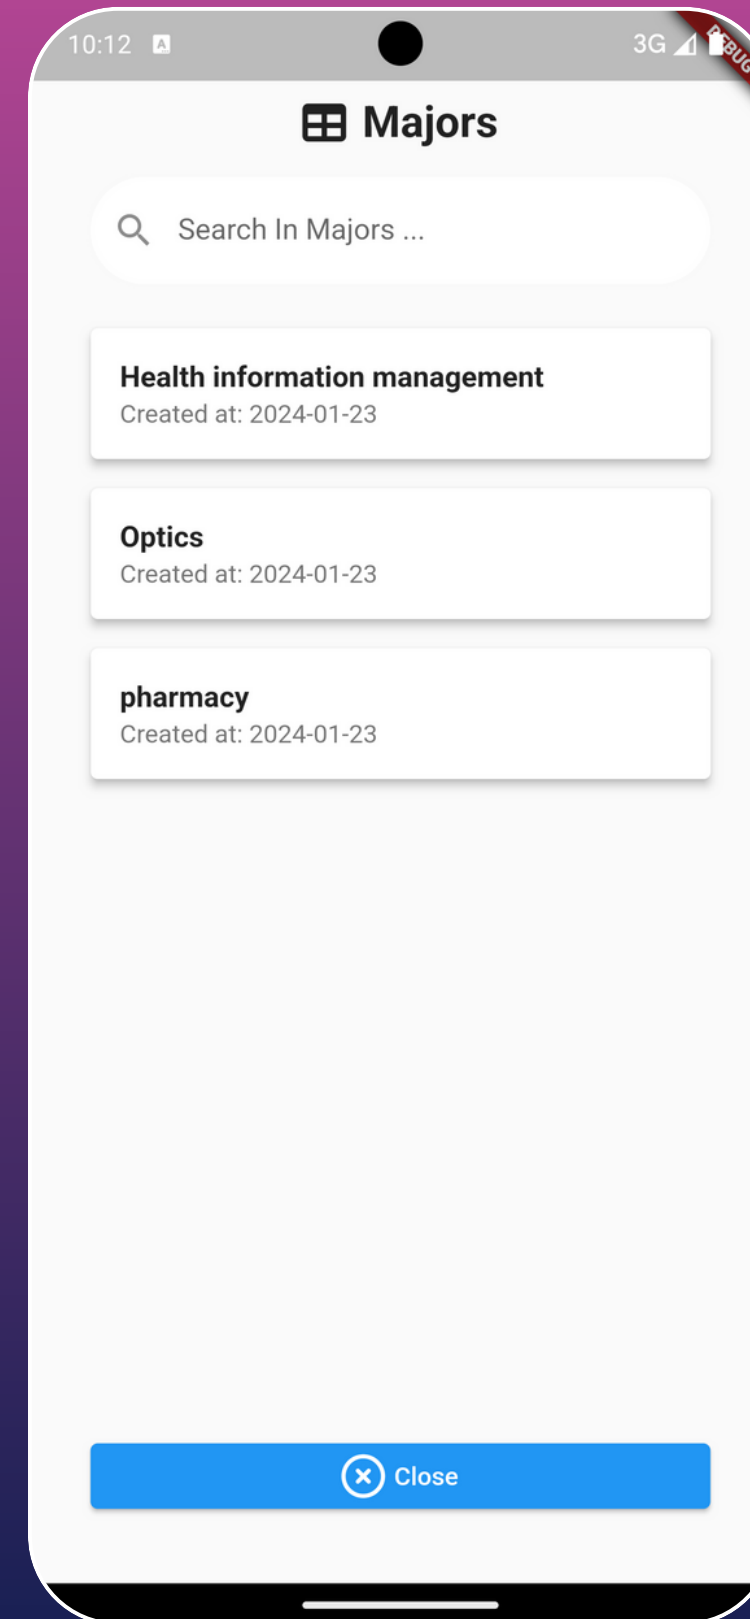 10:12 A 3G
DEBUG
Majors
Search In Majors ...
Health information management
Created at: 2024-01-23
Optics
Created at: 2024-01-23
pharmacy
Created at: 2024-01-23
Close